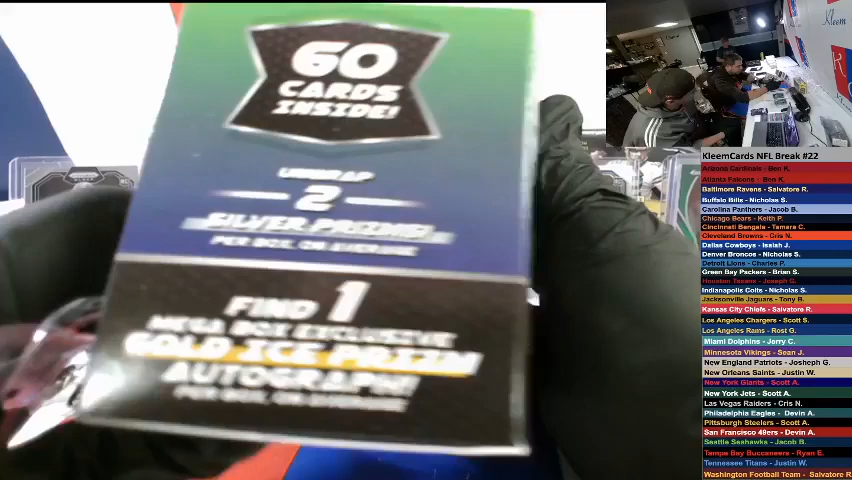 60
CARDS
INSIDE!
UNWRAP
2
SILVER PRIZMS!
PER BOX, ON AVERAGE
FIND 1
MEGA BOX EXCLUSIVE
GOLD ICE PRIZM
AUTOGRAPH!
PER BOX, ON AVERAGE
Kleem
KleemCards NFL Break #22
Arizona Cardinals - Ben K.
Atlanta Falcons - Ben K.
Baltimore Ravens - Salvatore R.
Buffalo Bills - Nicholas S.
Carolina Panthers - Jacob B.
Chicago Bears - Keith P.
Cincinnati Bengals - Tamara C.
Cleveland Browns - Cris N.
Dallas Cowboys - Isaiah J.
Denver Broncos - Nicholas S.
Detroit Lions - Charles P.
Green Bay Packers - Brian S.
Houston Texans - Joseph G.
Indianapolis Colts - Nicholas S.
Jacksonville Jaguars - Tony B.
Kansas City Chiefs - Salvatore R.
Los Angeles Chargers - Scott S.
Los Angeles Rams - Rost G.
Miami Dolphins - Jerry C.
Minnesota Vikings - Sean J.
New England Patriots - Josheph G.
New Orleans Saints - Justin W.
New York Giants - Scott A.
New York Jets - Scott A.
Las Vegas Raiders - Cris N.
Philadelphia Eagles - Devin A.
Pittsburg Steelers - Scott A.
San Francisco 49ers - Devin A.
Seattle Seahawks - Jacob B.
Tampa Bay Buccaneers - Ryan E.
Tennessee Titans - Justin W.
Washington Football Team - Salvatore R